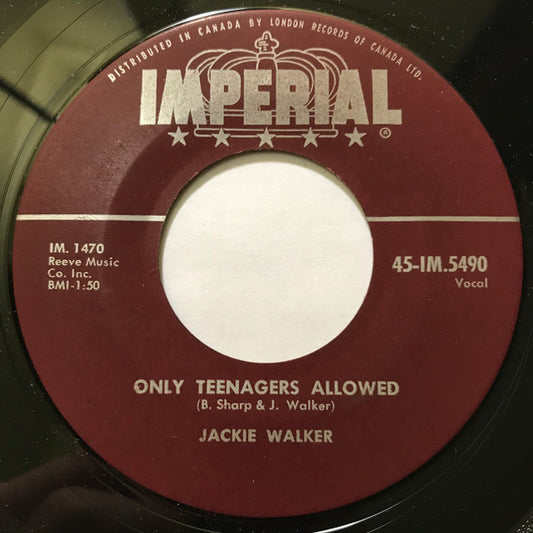 DISTRIBUTED IN CANADA BY LONDON RECORDS OF CANADA LTD.
IMPERIAL
®
IM. 1470
Reeve Music
Co. Inc.
BMI-1:50
45-IM.5490
Vocal
ONLY TEENAGERS ALLOWED
(B. Sharp & J. Walker)
JACKIE WALKER